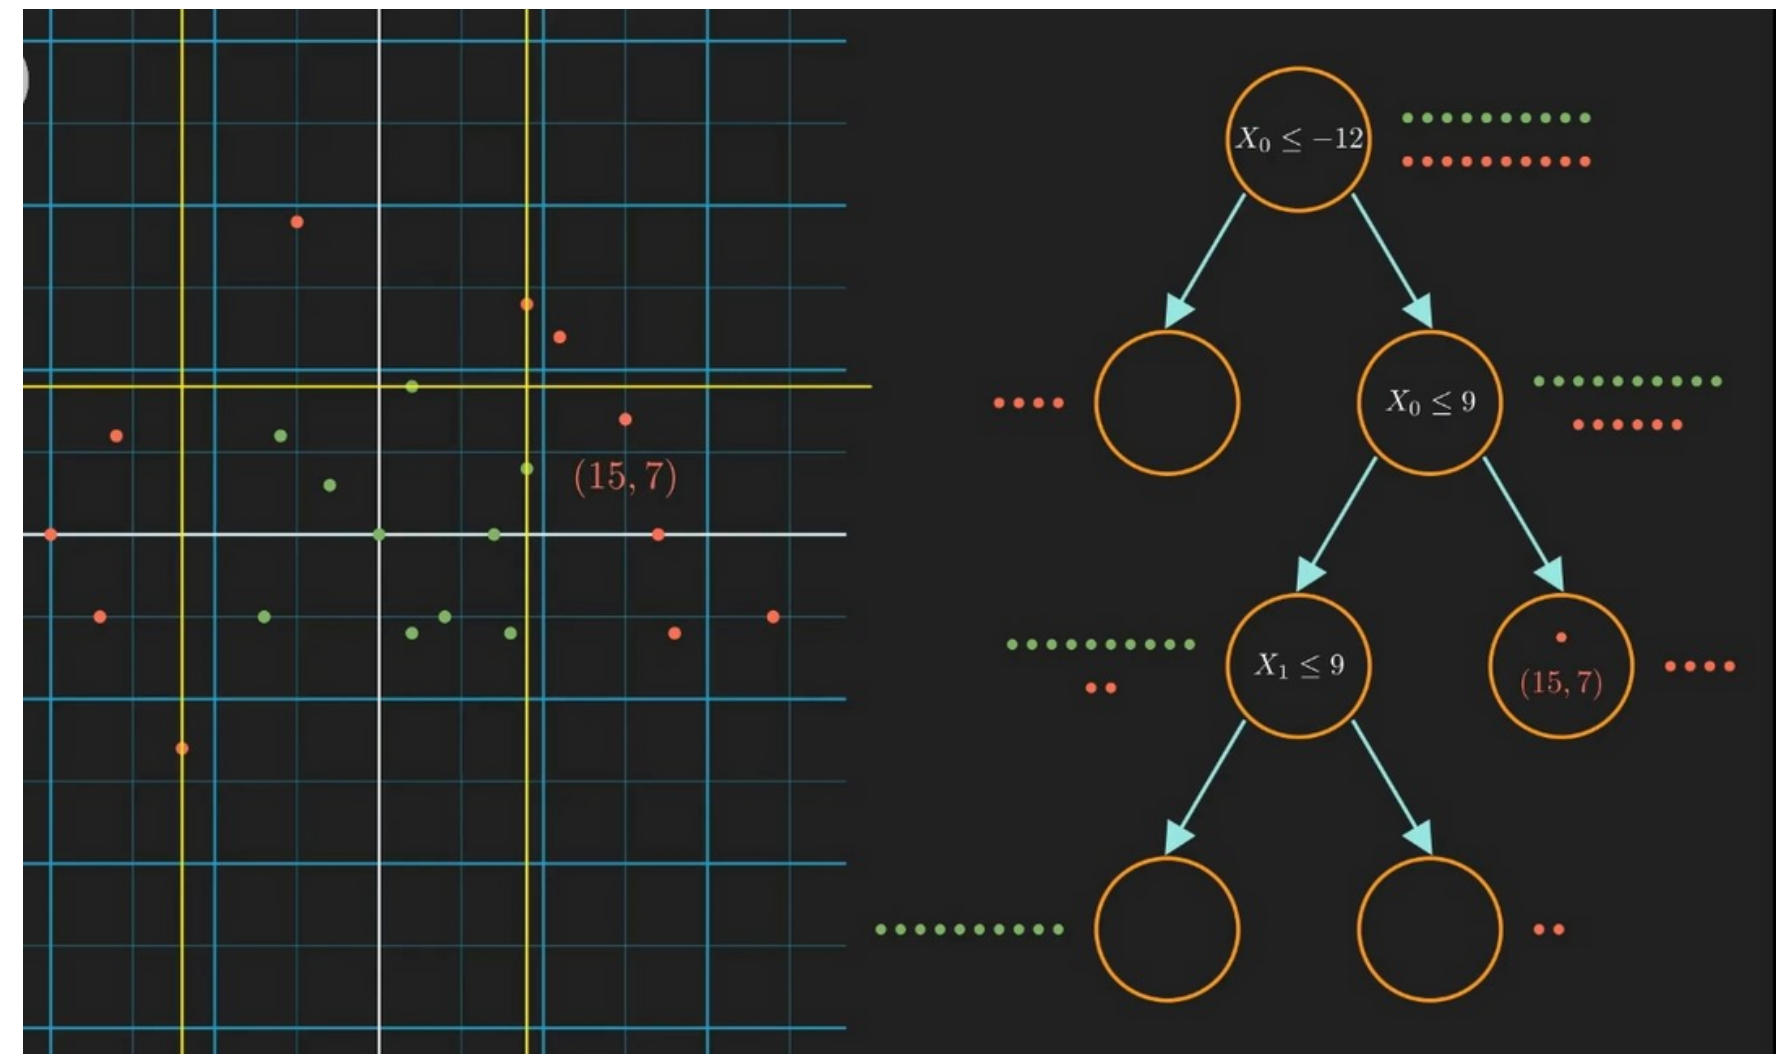 X₀ ≤ −12
X₀ ≤ 9
(15, 7)
X₁ ≤ 9
(15, 7)